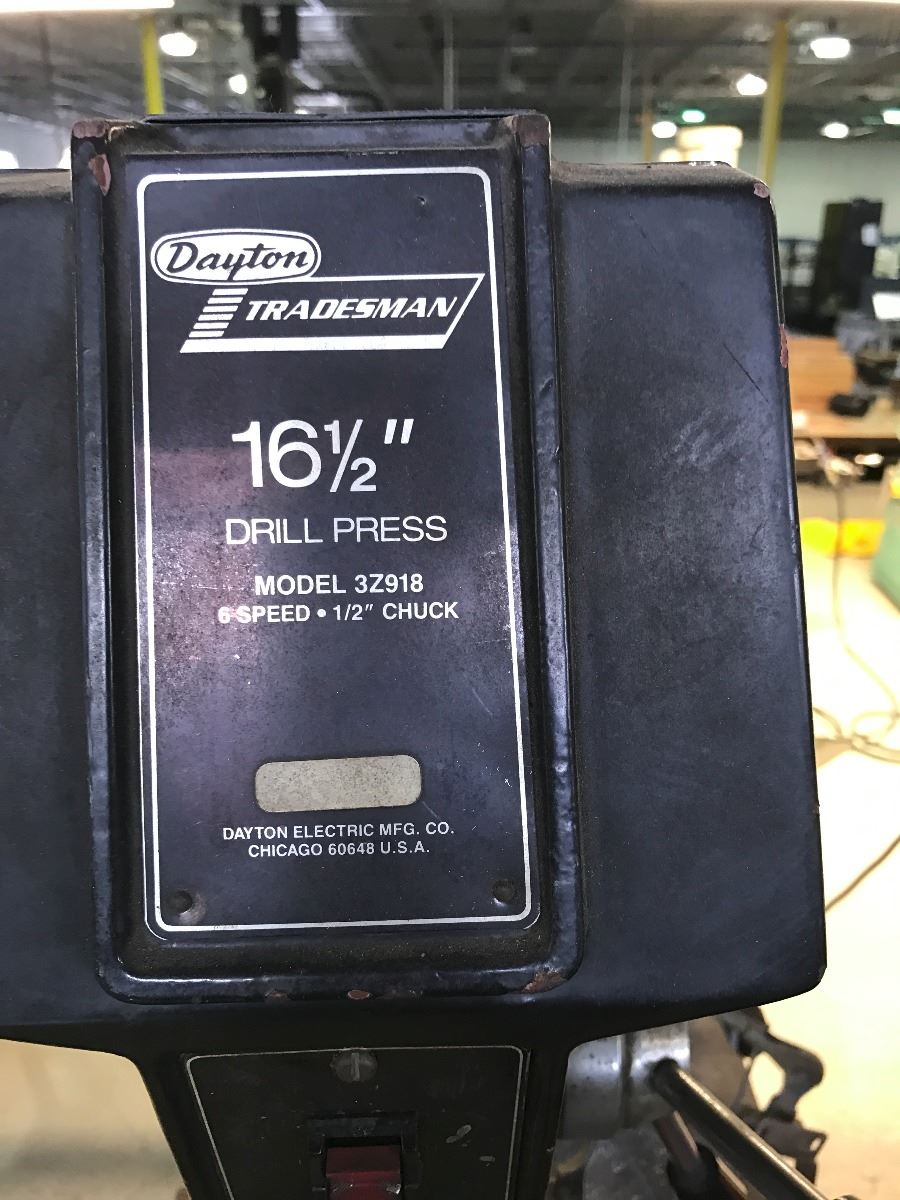 Dayton
TRADESMAN
16½"
DRILL PRESS
MODEL 3Z918
6 SPEED • 1/2" CHUCK
DAYTON ELECTRIC MFG. CO.
CHICAGO 60648 U.S.A.